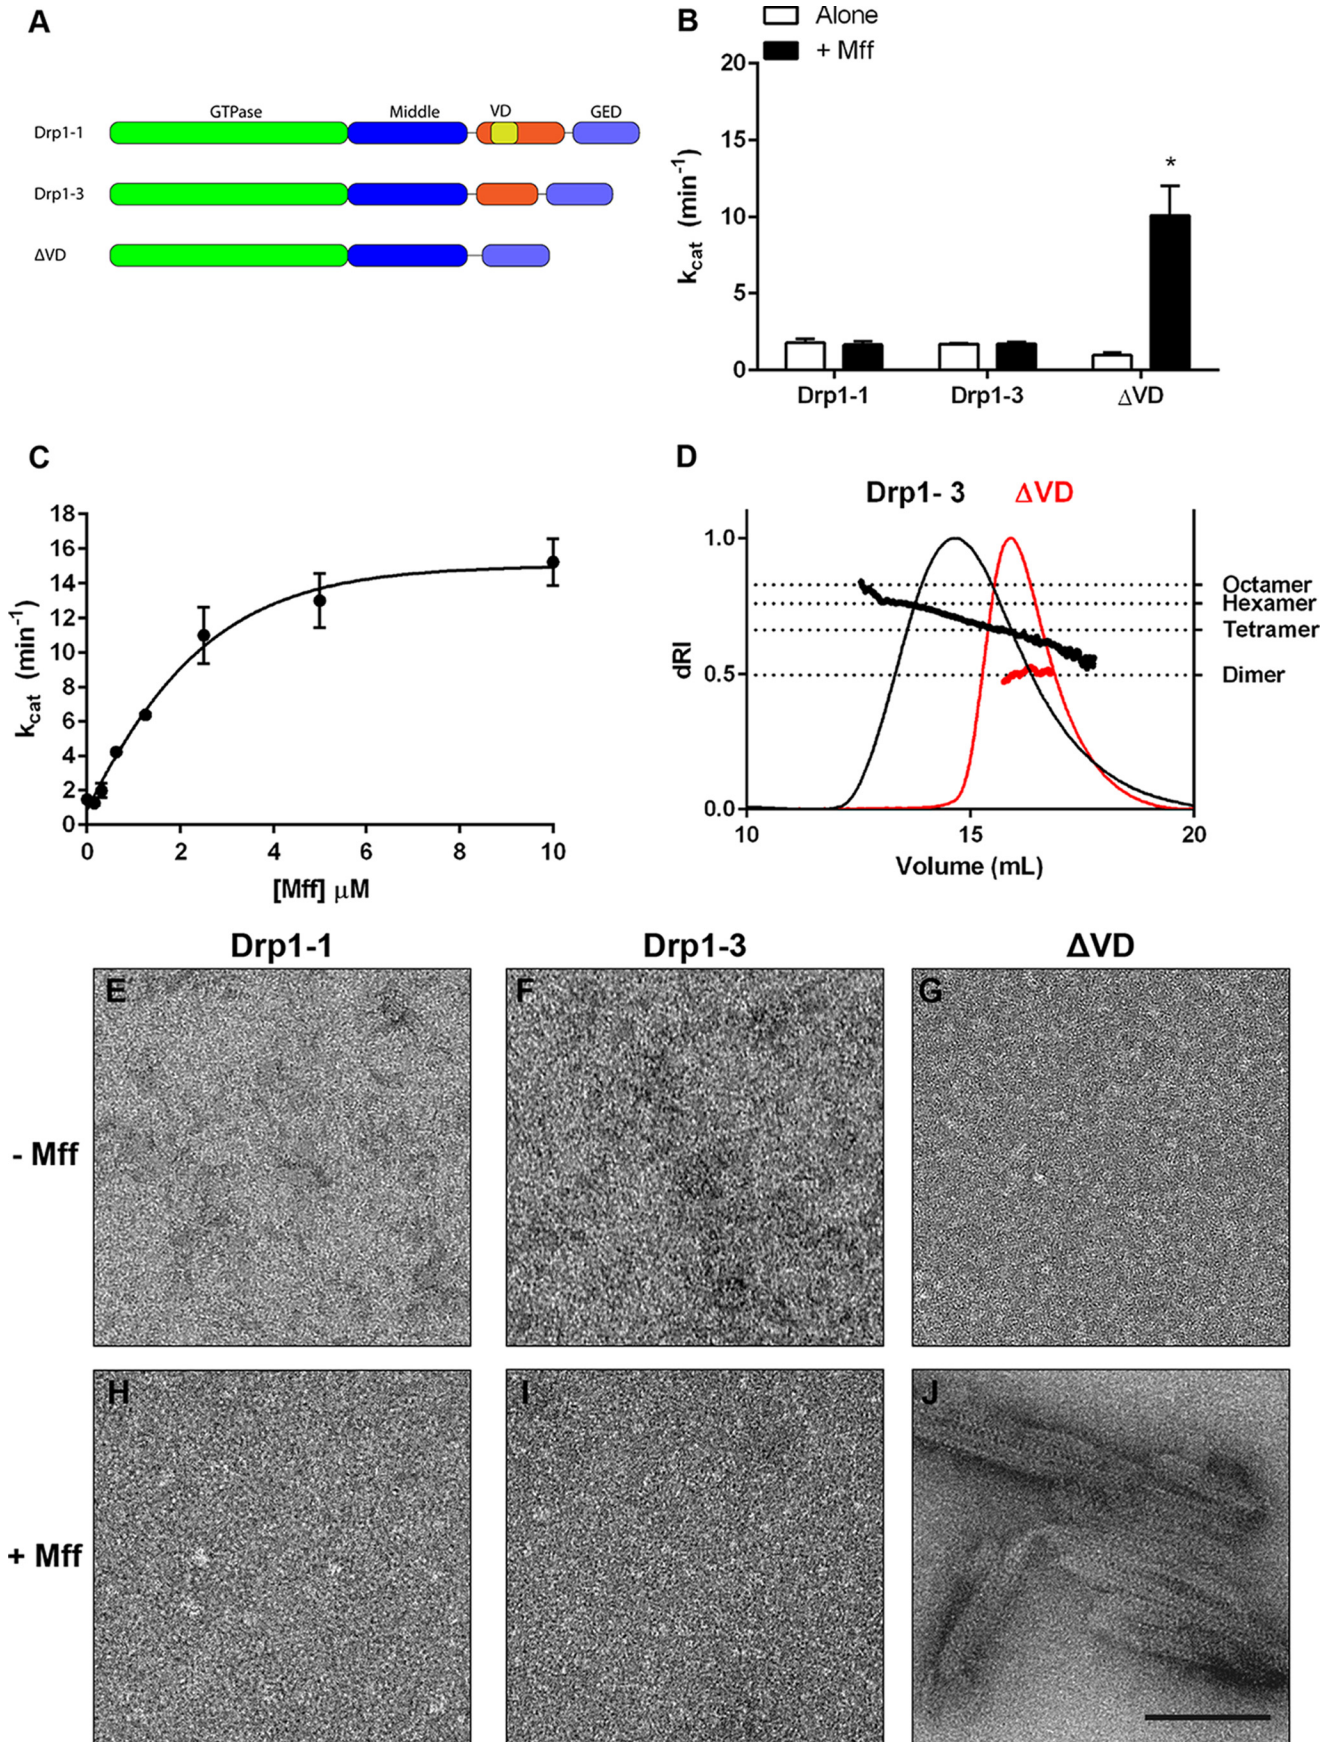 A
GTPase Middle VD GED
Drp1-1
Drp1-3
ΔVD
B
Alone
+ Mff
20
15
10
5
0
k_cat (min⁻¹)
*
Drp1-1 Drp1-3 ΔVD
C
18
16
14
12
10
8
6
4
2
0
k_cat (min⁻¹)
0 2 4 6 8 10
[Mff] μM
D
Drp1- 3 ΔVD
1.0
0.5
0.0
dRI
Octamer
Hexamer
Tetramer
Dimer
10 15 20
Volume (mL)
Drp1-1 Drp1-3 ΔVD
- Mff
E F G
+ Mff
H I J